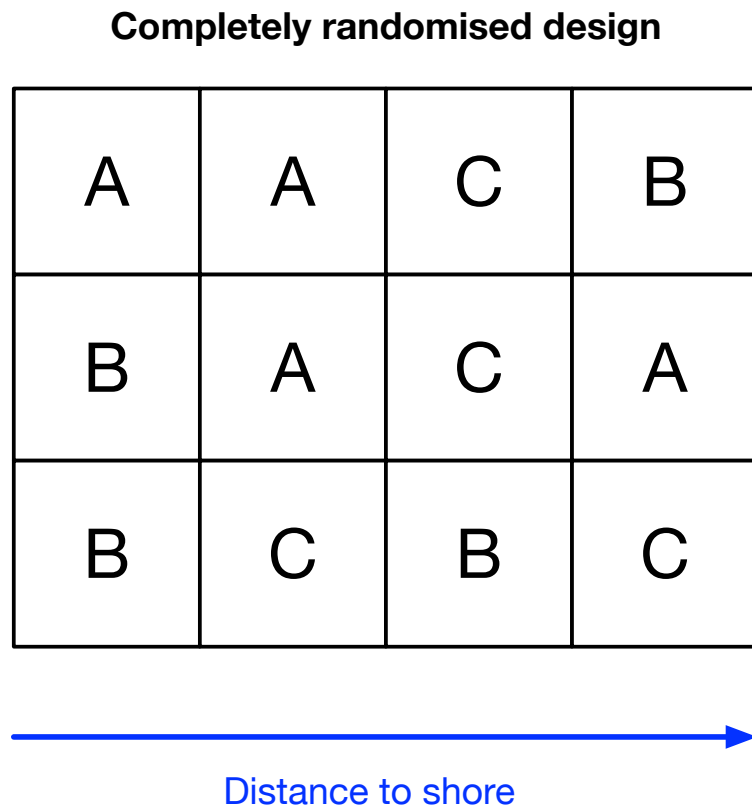 Completely randomised design
A A C B
B A C A
B C B C
Distance to shore